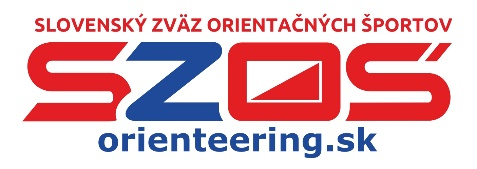 SLOVENSKÝ ZVÄZ ORIENTAČNÝCH ŠPORTOV
SZOŠ
orienteering.sk